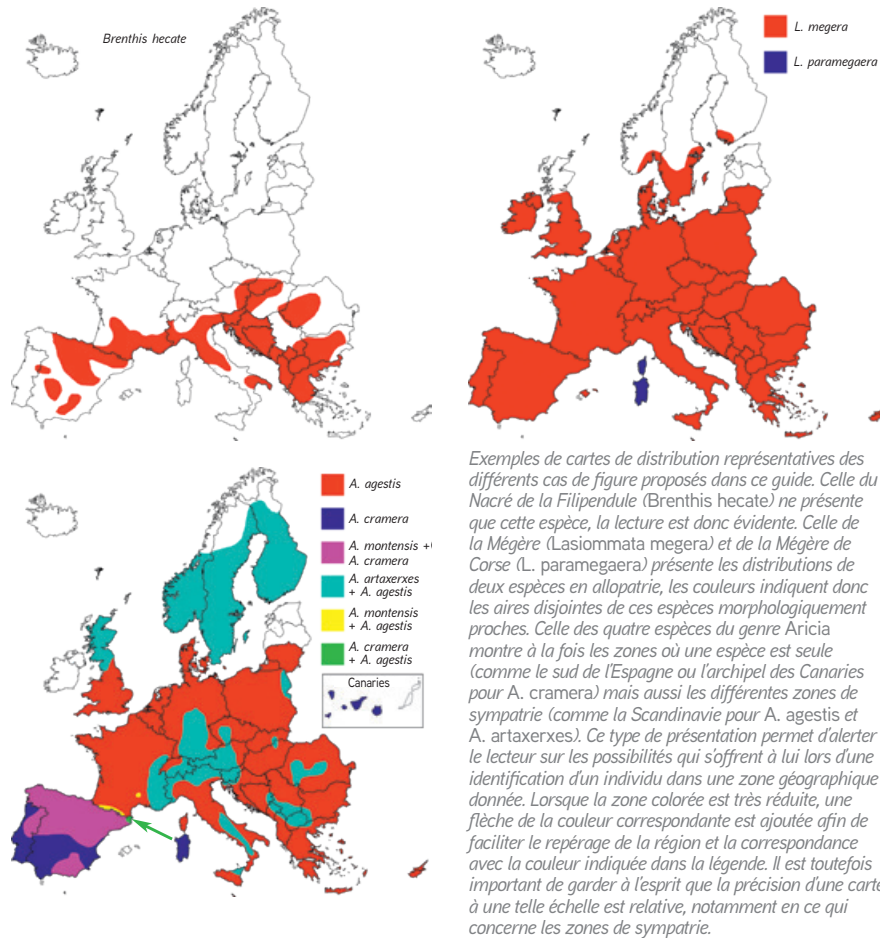 Brenthis hecate
L. megera
L. paramegaera
A. agestis
A. cramera
A. montensis +
A. cramera
A. artaxerxes
+ A. agestis
A. montensis
+ A. agestis
A. cramera
+ A. agestis
Canaries
Exemples de cartes de distribution représentatives des
différents cas de figure proposés dans ce guide. Celle du
Nacré de la Filipendule (Brenthis hecate) ne présente
que cette espèce, la lecture est donc évidente. Celle de
la Mégère (Lasiommata megera) et de la Mégère de
Corse (L. paramegaera) présente les distributions de
deux espèces en allopatrie, les couleurs indiquent donc
les aires disjointes de ces espèces morphologiquement
proches. Celle des quatre espèces du genre Aricia
montre à la fois les zones où une espèce est seule
(comme le sud de l'Espagne ou l'archipel des Canaries
pour A. cramera) mais aussi les différentes zones de
sympatrie (comme la Scandinavie pour A. agestis et
A. artaxerxes). Ce type de présentation permet d'alerter
le lecteur sur les possibilités qui s'offrent à lui lors d'une
identification d'un individu dans une zone géographique
donnée. Lorsque la zone colorée est très réduite, une
flèche de la couleur correspondante est ajoutée afin de
faciliter le repérage de la région et la correspondance
avec la couleur indiquée dans la légende. Il est toutefois
important de garder à l'esprit que la précision d'une carte
à une telle échelle est relative, notamment en ce qui
concerne les zones de sympatrie.